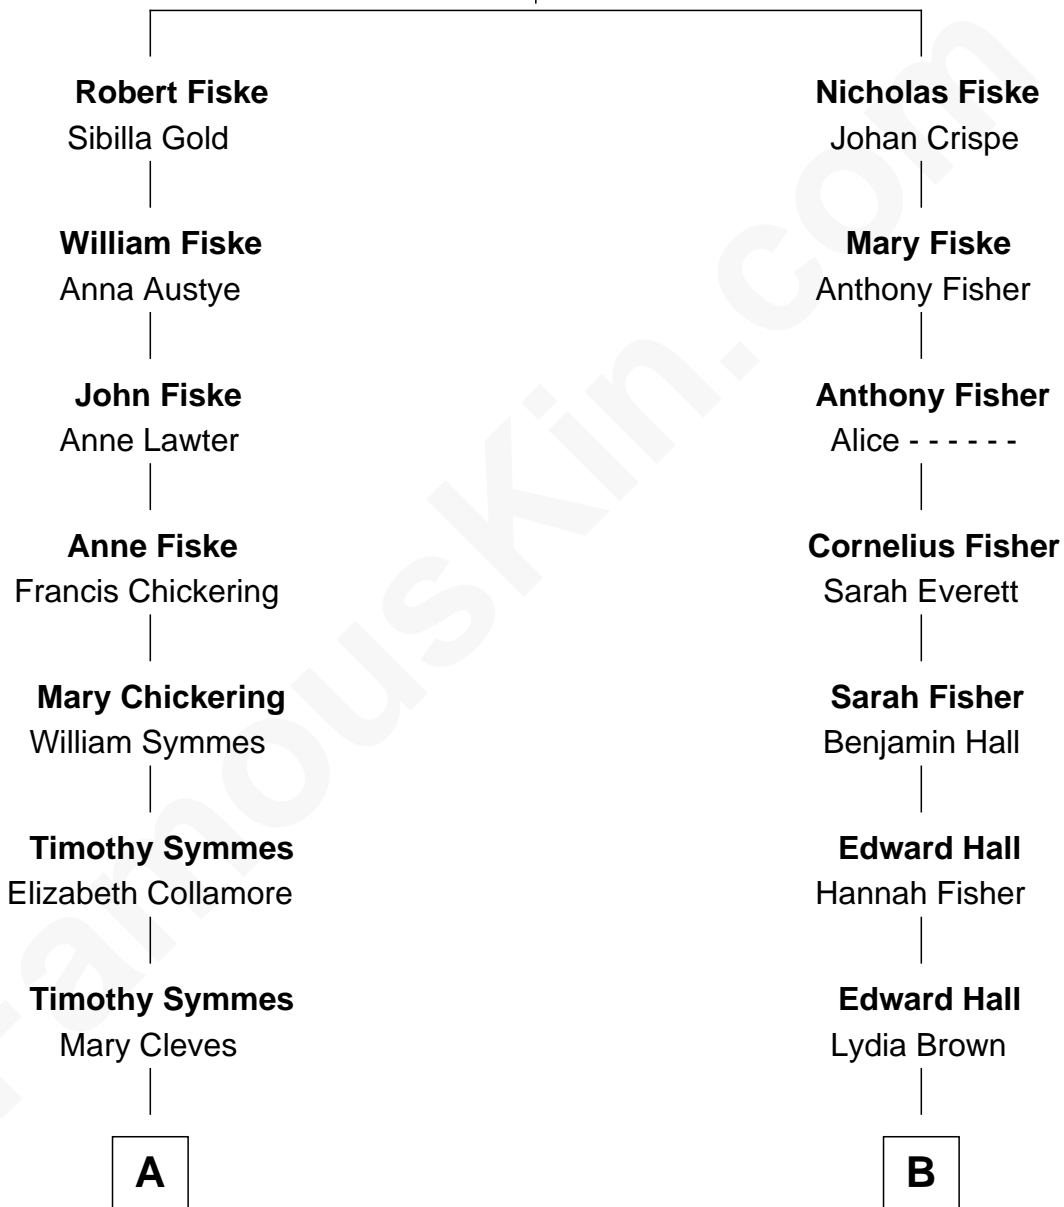 Robert Fiske
Sibilla Gold
William Fiske
Anna Austye
John Fiske
Anne Lawter
Anne Fiske
Francis Chickering
Mary Chickering
William Symmes
Timothy Symmes
Elizabeth Collamore
Timothy Symmes
Mary Cleves
A
Nicholas Fiske
Johan Crispe
Mary Fiske
Anthony Fisher
Anthony Fisher
Alice - - - - - -
Cornelius Fisher
Sarah Everett
Sarah Fisher
Benjamin Hall
Edward Hall
Hannah Fisher
Edward Hall
Lydia Brown
B
FamousKin.com